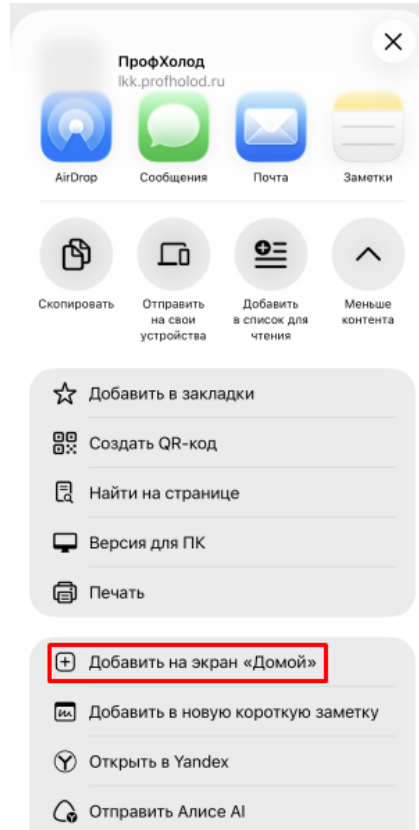 ПрофХолод
lkk.profholod.ru
AirDrop
Сообщения
Почта
Заметки
Скопировать
Отправить
на свои
устройства
Добавить
в список для
чтения
Меньше
контента
Добавить в закладки
Создать QR-код
Найти на странице
Версия для ПК
Печать
Добавить на экран «Домой»
Добавить в новую короткую заметку
Открыть в Yandex
Отправить Алисе AI